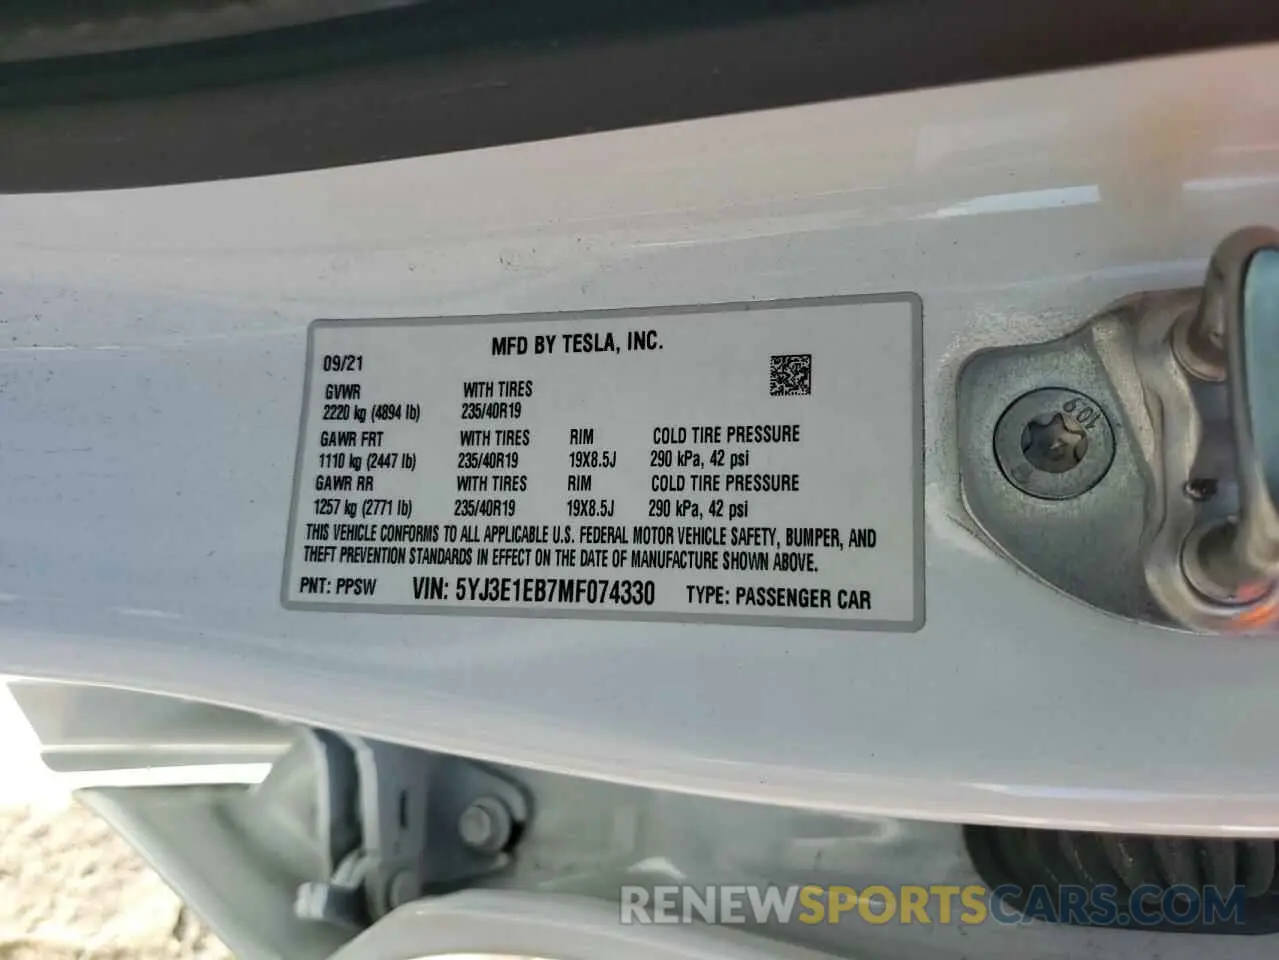 MFD BY TESLA, INC.
09/21
GVWR WITH TIRES
2220 kg (4894 lb) 235/40R19
GAWR FRT WITH TIRES RIM COLD TIRE PRESSURE
1110 kg (2447 lb) 235/40R19 19X8.5J 290 kPa, 42 psi
GAWR RR WITH TIRES RIM COLD TIRE PRESSURE
1257 kg (2771 lb) 235/40R19 19X8.5J 290 kPa, 42 psi
THIS VEHICLE CONFORMS TO ALL APPLICABLE U.S. FEDERAL MOTOR VEHICLE SAFETY, BUMPER, AND
THEFT PREVENTION STANDARDS IN EFFECT ON THE DATE OF MANUFACTURE SHOWN ABOVE.
PNT: PPSW VIN: 5YJ3E1EB7MF074330 TYPE: PASSENGER CAR
10.9
RENEWSPORTSCARS.COM